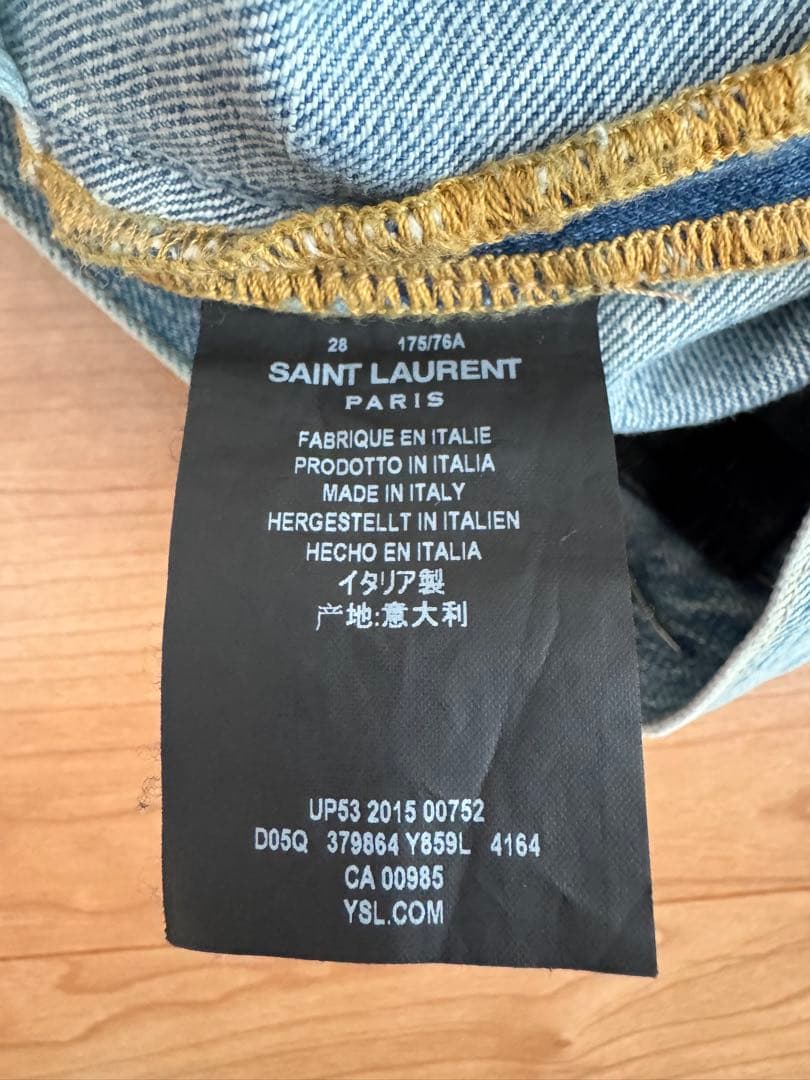 28 175/76A
SAINT LAURENT
PARIS
FABRIQUE EN ITALIE
PRODOTTO IN ITALIA
MADE IN ITALY
HERGESTELLT IN ITALIEN
HECHO EN ITALIA
イタリア製
产地:意大利
UP53 2015 00752
D05Q 379864 Y859L 4164
CA 00985
YSL.COM